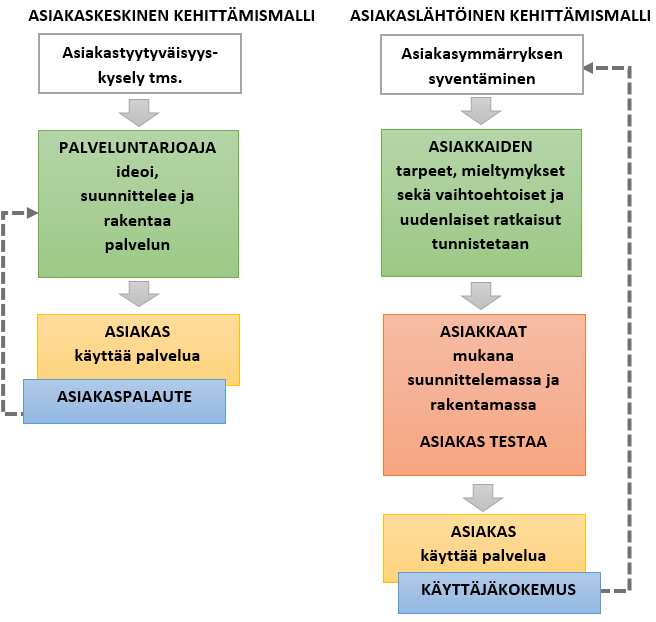 ASIAKASKESKINEN KEHITTÄMISMALLI
Asiakastyytyväisyys-
kysely tms.
PALVELUNTARJOAJA
ideoi,
suunnittelee ja
rakentaa
palvelun
ASIAKAS
käyttää palvelua
ASIAKASPALAUTE
ASIAKASLÄHTÖINEN KEHITTÄMISMALLI
Asiakasymmärryksen
syventäminen
ASIAKKAIDEN
tarpeet, mieltymykset
sekä vaihtoehtoiset ja
uudenlaiset ratkaisut
tunnistetaan
ASIAKKAAT
mukana
suunnittelemassa ja
rakentamassa
ASIAKAS TESTAA
ASIAKAS
käyttää palvelua
KÄYTTÄJÄKOKEMUS